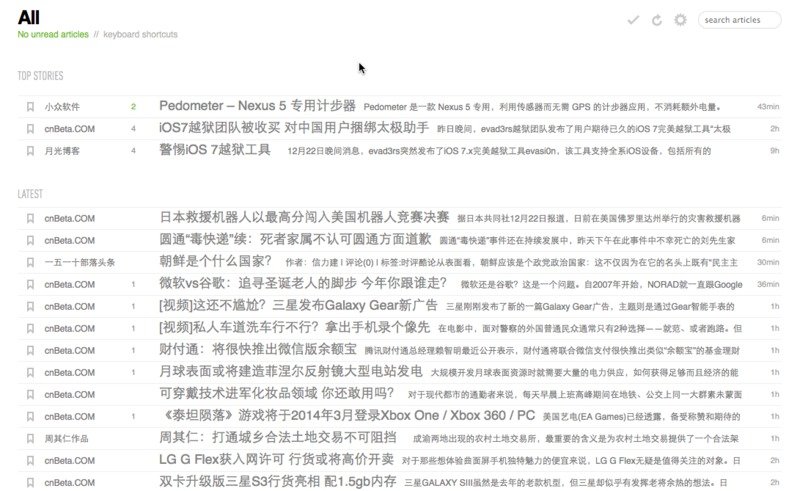 All
No unread articles // keyboard shortcuts
search articles
TOP STORIES
小众软件 2 Pedometer – Nexus 5 专用计步器 Pedometer 是一款 Nexus 5 专用，利用传感器而无需 GPS 的计步器应用，不消耗额外电量。 43min
cnBeta.COM 4 iOS7越狱团队被收买 对中国用户捆绑太极助手 昨日晚间，evad3rs越狱团队发布了用户期待已久的iOS 7完美越狱工具"太极 2h
月光博客 4 警惕iOS 7越狱工具 12月22日晚间消息，evad3rs突然发布了iOS 7.x完美越狱工具evasi0n，该工具支持全系iOS设备，包括所有的 9h
LATEST
cnBeta.COM 日本救援机器人以最高分闯入美国机器人竞赛决赛 据日本共同社12月22日报道，日前在美国佛罗里达州举行的灾害救援机器 6min
cnBeta.COM 圆通“毒快递”续：死者家属不认可圆通方面道歉 圆通“毒快递”事件还在持续发展中，昨天下午在此事件中不幸死亡的刘先生家 6min
一五一十部落头条 朝鲜是个什么国家？ 作者：信力建 I 评论(0) I 标签:时评酷论从表面看，朝鲜应该是个政党政治国家：这不仅因为在它的名头上既有"民主主 30min
cnBeta.COM 1 微软vs谷歌：追寻圣诞老人的脚步 今年你跟谁走？ 微软还是谷歌？这是一个问题。自2007年开始，NORAD就一直跟Google 36min
cnBeta.COM 1 [视频]这还不尴尬？三星发布Galaxy Gear新广告 三星刚刚发布了新的一篇Galaxy Gear广告，主题则是通过Gear智能手表的 1h
cnBeta.COM 1 [视频]私人车道洗车行不行？拿出手机录个像先 在电影中，面对警察的外国普通民众通常只有2种选择——就范、或者跑路。但 1h
cnBeta.COM 1 财付通：将很快推出微信版余额宝 腾讯财付通总经理赖智明最近公开表示，财付通将联合微信支付很快推出类似“余额宝”的基金理财 1h
cnBeta.COM 1 月球表面或将建造菲涅尔反射镜大型电站发电 大规模开发月球表面资源时就需要大量的电力供应，如何获得足够而且经济的能 1h
cnBeta.COM 可穿戴技术进军化妆品领域 你还敢用吗？ 对于现代都市的通勤者来说，每天早晨上班高峰期间在地铁、公交上同一大群素未蒙面 2h
cnBeta.COM 1 《泰坦陨落》游戏将于2014年3月登录Xbox One / Xbox 360 / PC 美国艺电(EA Games)已经透露，备受称赞和期待的 1h
周其仁作品 周其仁：打通城乡合法土地交易不可阻挡 成渝两地出现的农村土地交易所，最重要的含义是为农村土地交易提供了一个合法架 1h
cnBeta.COM LG G Flex获入网许可 行货或将高价开卖 对于那些想体验曲面屏手机独特魅力的便宜来说，LG G Flex无疑是值得关注的对象。日 2h
cnBeta.COM 双卡升级版三星S3行货亮相 配1.5gb内存 三星GALAXY SIII虽然是去年的老款机型，但三星却似乎有发挥老将余热的想法。日 2h